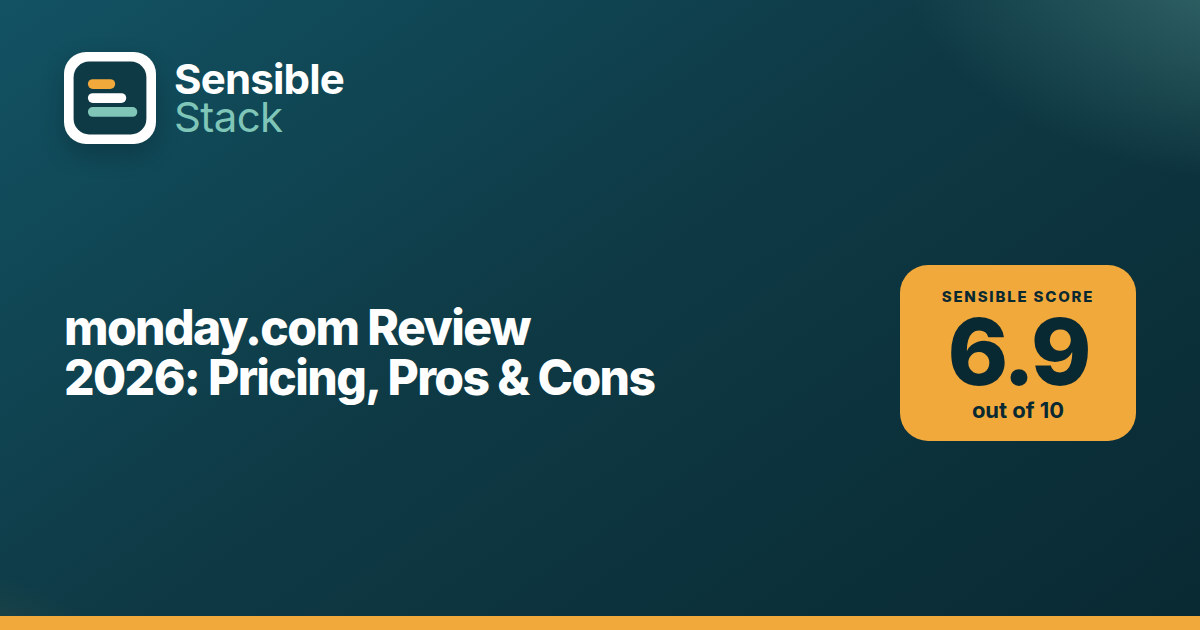 Sensible
Stack
monday.com Review
2026: Pricing, Pros & Cons
SENSIBLE SCORE
6.9
out of 10